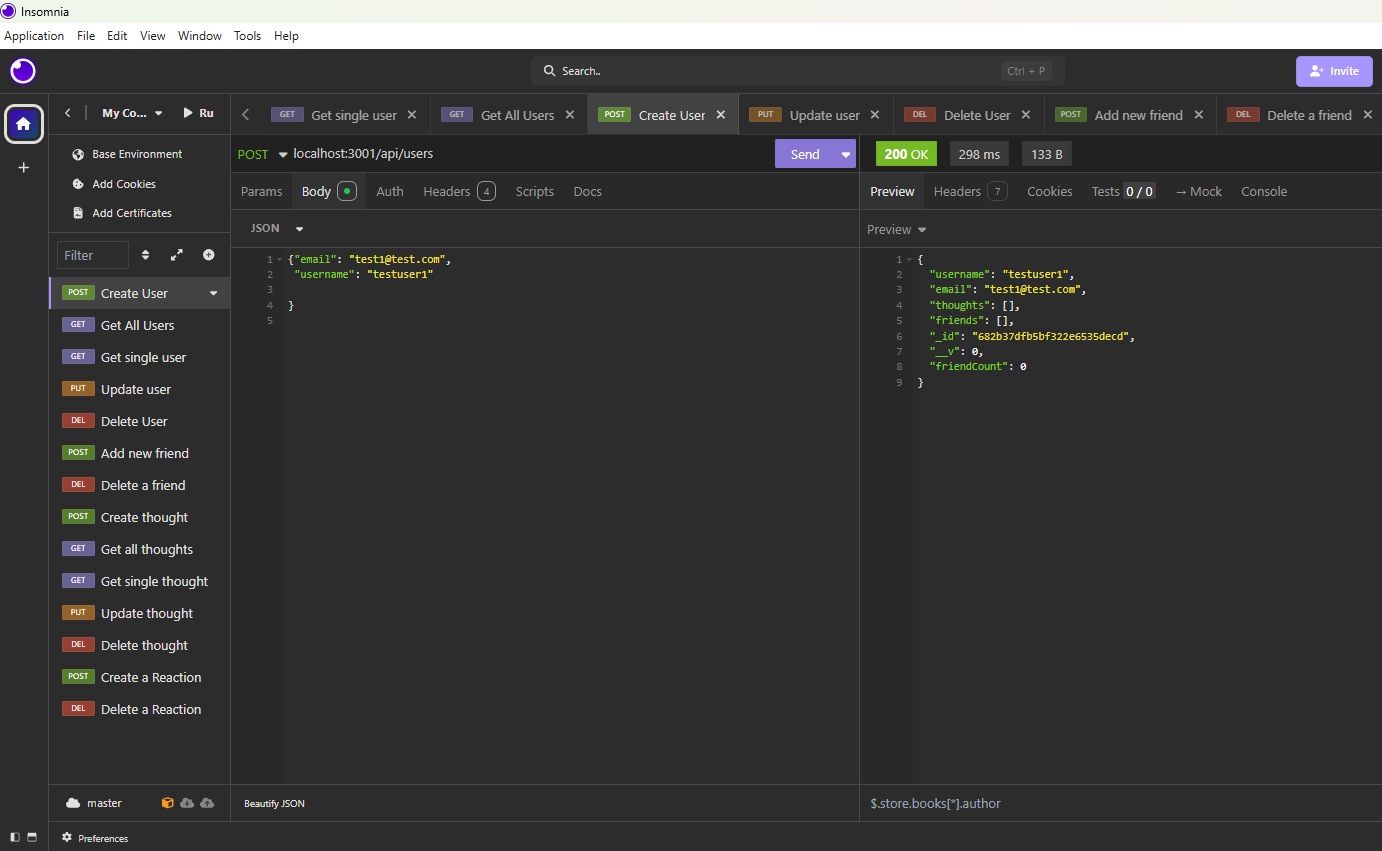 Insomnia
Application File Edit View Window Tools Help
Search.. Ctrl + P
Invite
My Co... Ru
GET Get single user
GET Get All Users
POST Create User
PUT Update user
DEL Delete User
POST Add new friend
DEL Delete a friend
Base Environment
Add Cookies
Add Certificates
Filter
POST Create User
GET Get All Users
GET Get single user
PUT Update user
DEL Delete User
POST Add new friend
DEL Delete a friend
POST Create thought
GET Get all thoughts
GET Get single thought
PUT Update thought
DEL Delete thought
POST Create a Reaction
DEL Delete a Reaction
master
POST localhost:3001/api/users Send
Params Body Auth Headers 4 Scripts Docs
JSON
1 {"email": "test1@test.com",
2 "username": "testuser1"
3
4 }
5
Beautify JSON
200 OK 298 ms 133 B
Preview Headers 7 Cookies Tests 0 / 0 → Mock Console
Preview
1 {
2 "username": "testuser1",
3 "email": "test1@test.com",
4 "thoughts": [],
5 "friends": [],
6 "_id": "682b37dfb5bf322e6535decd",
7 "__v": 0,
8 "friendCount": 0
9 }
$.store.books[*].author
Preferences